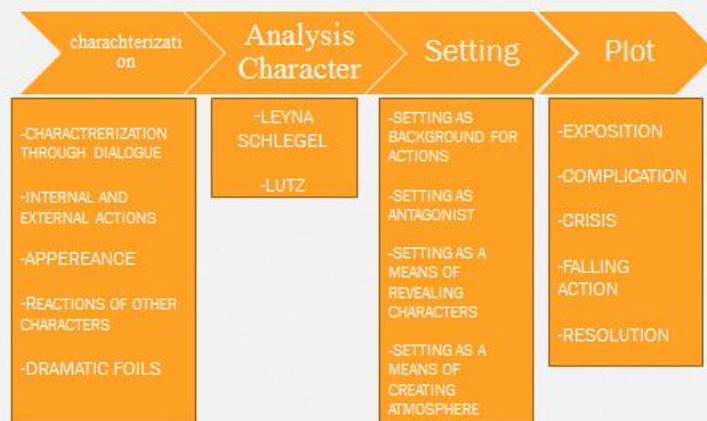 charachterizati
on
Analysis
Character
Setting
Plot
-CHARACTRERIZATION
THROUGH DIALOGUE
-INTERNAL AND
EXTERNAL ACTIONS
-APPEREANCE
-REACTIONS OF OTHER
CHARACTERS
-DRAMATIC FOILS
-LEYNA
SCHLEGEL
-LUTZ
-SETTING AS
BACKGROUND FOR
ACTIONS
-SETTING AS
ANTAGONIST
-SETTING AS A
MEANS OF
REVEALING
CHARACTERS
-SETTING AS A
MEANS OF
CREATING
ATMOSPHERE
-EXPOSITION
-COMPLICATION
-CRISIS
-FALLING
ACTION
-RESOLUTION